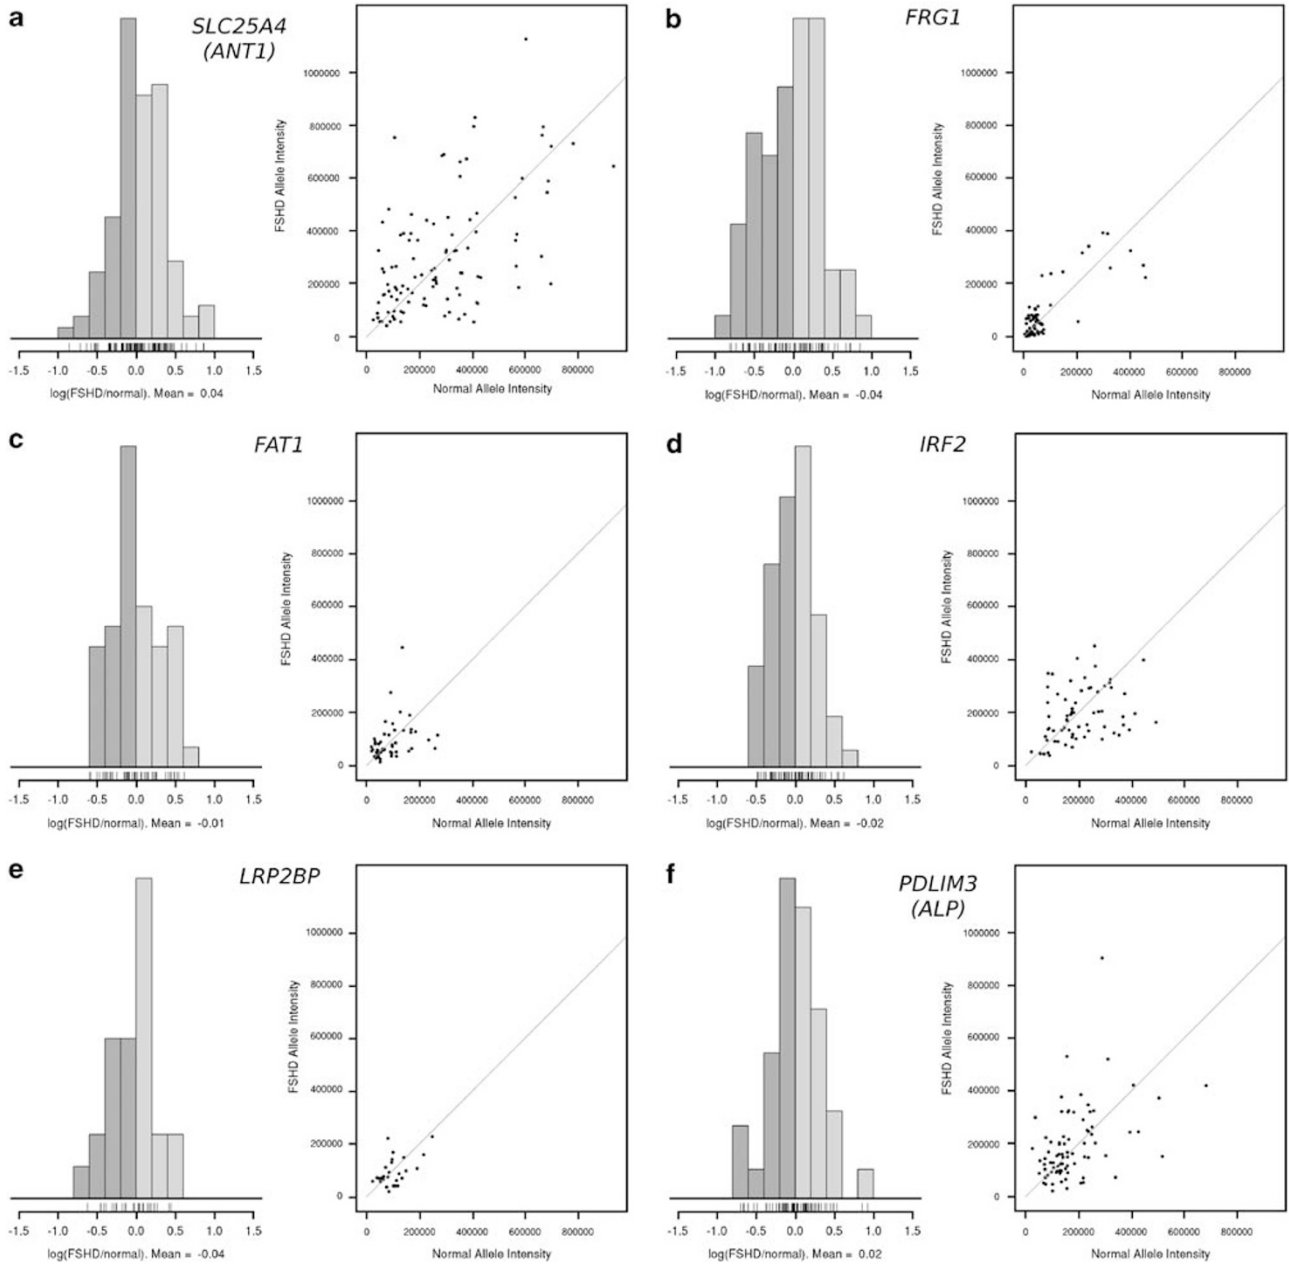 a
SLC25A4
(ANT1)
FSHD Allele Intensity
1000000
800000
600000
400000
200000
0
-1.5 -1.0 -0.5 0.0 0.5 1.0 1.5
log(FSHD/normal). Mean = 0.04
0 200000 400000 600000 800000
Normal Allele Intensity
b
FRG1
FSHD Allele Intensity
1000000
800000
600000
400000
200000
0
-1.5 -1.0 -0.5 0.0 0.5 1.0 1.5
log(FSHD/normal). Mean = -0.04
0 200000 400000 600000 800000
Normal Allele Intensity
c
FAT1
FSHD Allele Intensity
1000000
800000
600000
400000
200000
0
-1.5 -1.0 -0.5 0.0 0.5 1.0 1.5
log(FSHD/normal). Mean = -0.01
0 200000 400000 600000 800000
Normal Allele Intensity
d
IRF2
FSHD Allele Intensity
1000000
800000
600000
400000
200000
0
-1.5 -1.0 -0.5 0.0 0.5 1.0 1.5
log(FSHD/normal). Mean = -0.02
0 200000 400000 600000 800000
Normal Allele Intensity
e
LRP2BP
FSHD Allele Intensity
1000000
800000
600000
400000
200000
0
-1.5 -1.0 -0.5 0.0 0.5 1.0 1.5
log(FSHD/normal). Mean = -0.04
0 200000 400000 600000 800000
Normal Allele Intensity
f
PDLIM3
(ALP)
FSHD Allele Intensity
1000000
800000
600000
400000
200000
0
-1.5 -1.0 -0.5 0.0 0.5 1.0 1.5
log(FSHD/normal). Mean = 0.02
0 200000 400000 600000 800000
Normal Allele Intensity